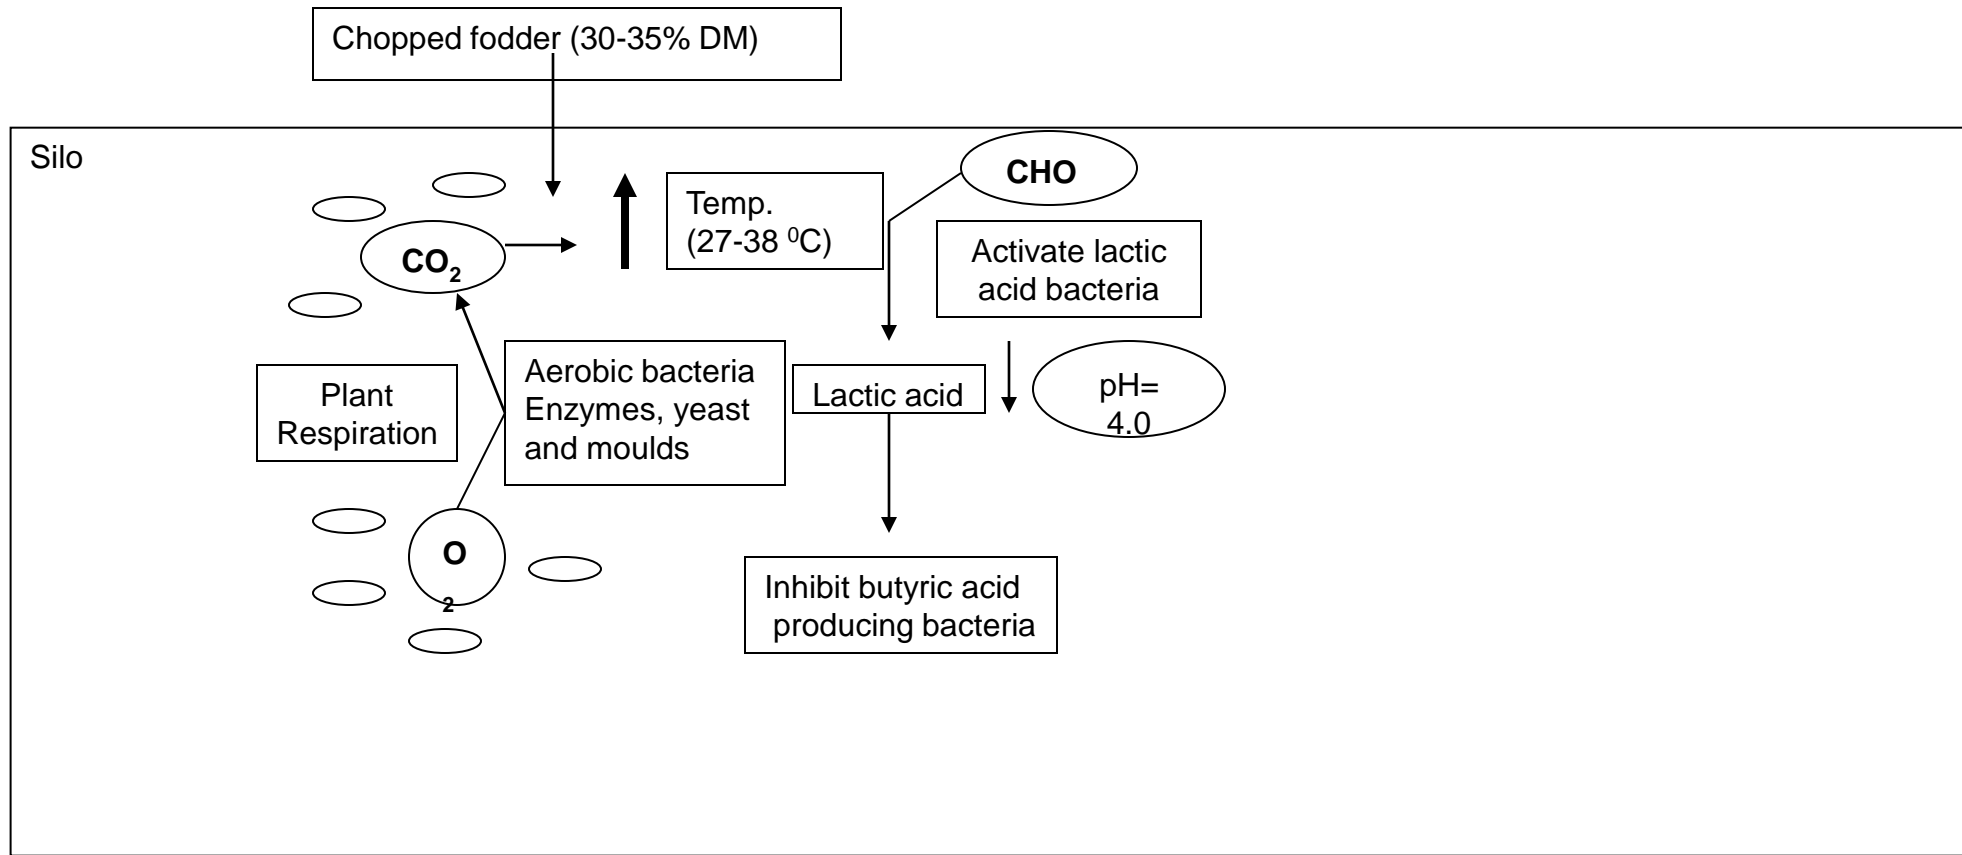 Chopped fodder (30-35% DM)
Silo
CO₂
Temp.
(27-38 ⁰C)
CHO
Activate lactic
acid bacteria
Plant
Respiration
Aerobic bacteria
Enzymes, yeast
and moulds
Lactic acid
pH=
4.0
O
2
Inhibit butyric acid
producing bacteria